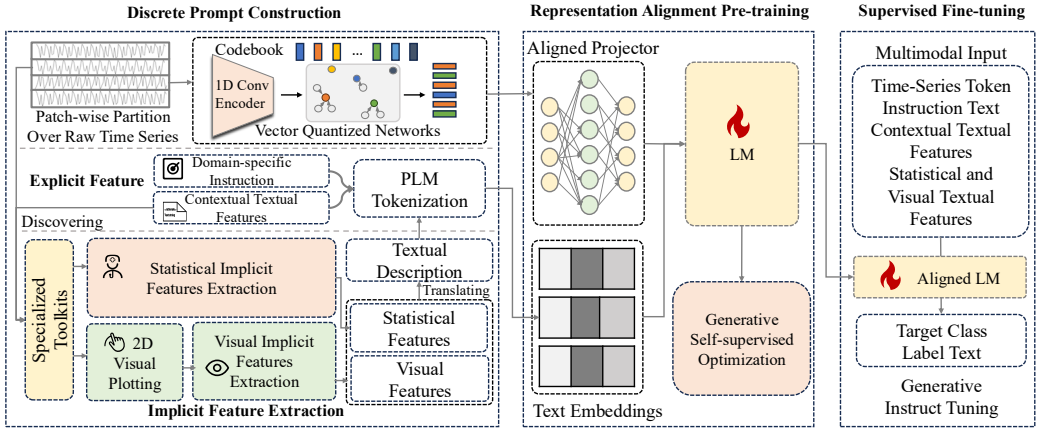 Discrete Prompt Construction
Codebook
...
1D Conv
Encoder
Patch-wise Partition
Over Raw Time Series
Vector Quantized Networks
Explicit Feature
Domain-specific
Instruction
Contextual Textual
Features
PLM
Tokenization
Discovering
Specialized
Toolkits
Statistical Implicit
Features Extraction
Textual
Description
Translating
2D
Visual
Plotting
Visual Implicit
Features
Extraction
Statistical
Features
Visual
Features
Implicit Feature Extraction
Representation Alignment Pre-training
Aligned Projector
LM
Generative
Self-supervised
Optimization
Text Embeddings
Supervised Fine-tuning
Multimodal Input
Time-Series Token
Instruction Text
Contextual Textual
Features
Statistical and
Visual Textual
Features
Aligned LM
Target Class
Label Text
Generative
Instruct Tuning